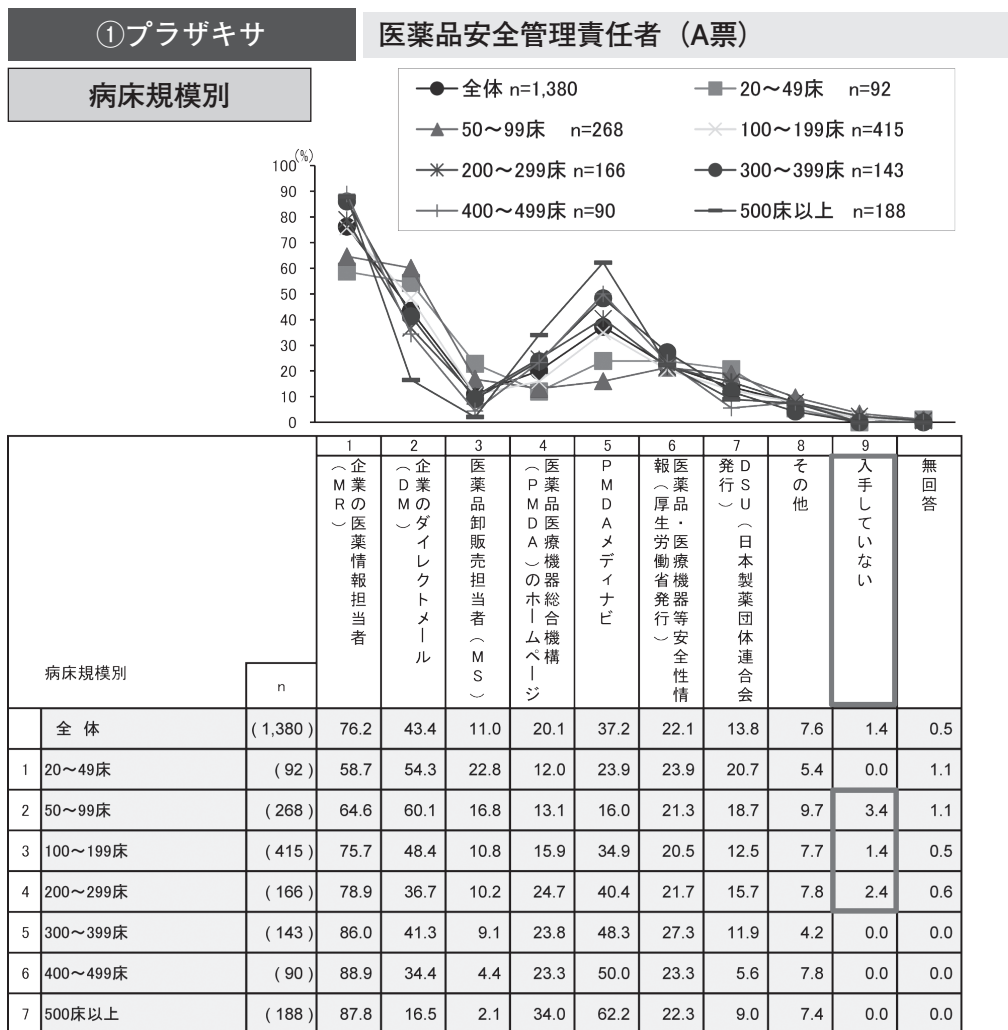 ①プラザキサ
医薬品安全管理責任者（A票）
病床規模別
全体 n=1,380
20～49床 n=92
50～99床 n=268
100～199床 n=415
200～299床 n=166
300～399床 n=143
400～499床 n=90
500床以上 n=188
(%)
100
90
80
70
60
50
40
30
20
10
0
1 2 3 4 5 6 7 8 9
企業の医薬情報担当者
（MR）
企業のダイレクトメール
（DM）
医薬品卸販売担当者（MS）
医薬品医療機器総合機構
（PMDA）のホームページ
PMDAメディナビ
医薬品・医療機器等安全性情
報（厚生労働省発行）
DSU（日本製薬団体連合会
発行）
その他
入手していない
無回答
病床規模別 n
全 体 (1,380) 76.2 43.4 11.0 20.1 37.2 22.1 13.8 7.6 1.4 0.5
1 20～49床 (92) 58.7 54.3 22.8 12.0 23.9 23.9 20.7 5.4 0.0 1.1
2 50～99床 (268) 64.6 60.1 16.8 13.1 16.0 21.3 18.7 9.7 3.4 1.1
3 100～199床 (415) 75.7 48.4 10.8 15.9 34.9 20.5 12.5 7.7 1.4 0.5
4 200～299床 (166) 78.9 36.7 10.2 24.7 40.4 21.7 15.7 7.8 2.4 0.6
5 300～399床 (143) 86.0 41.3 9.1 23.8 48.3 27.3 11.9 4.2 0.0 0.0
6 400～499床 (90) 88.9 34.4 4.4 23.3 50.0 23.3 5.6 7.8 0.0 0.0
7 500床以上 (188) 87.8 16.5 2.1 34.0 62.2 22.3 9.0 7.4 0.0 0.0